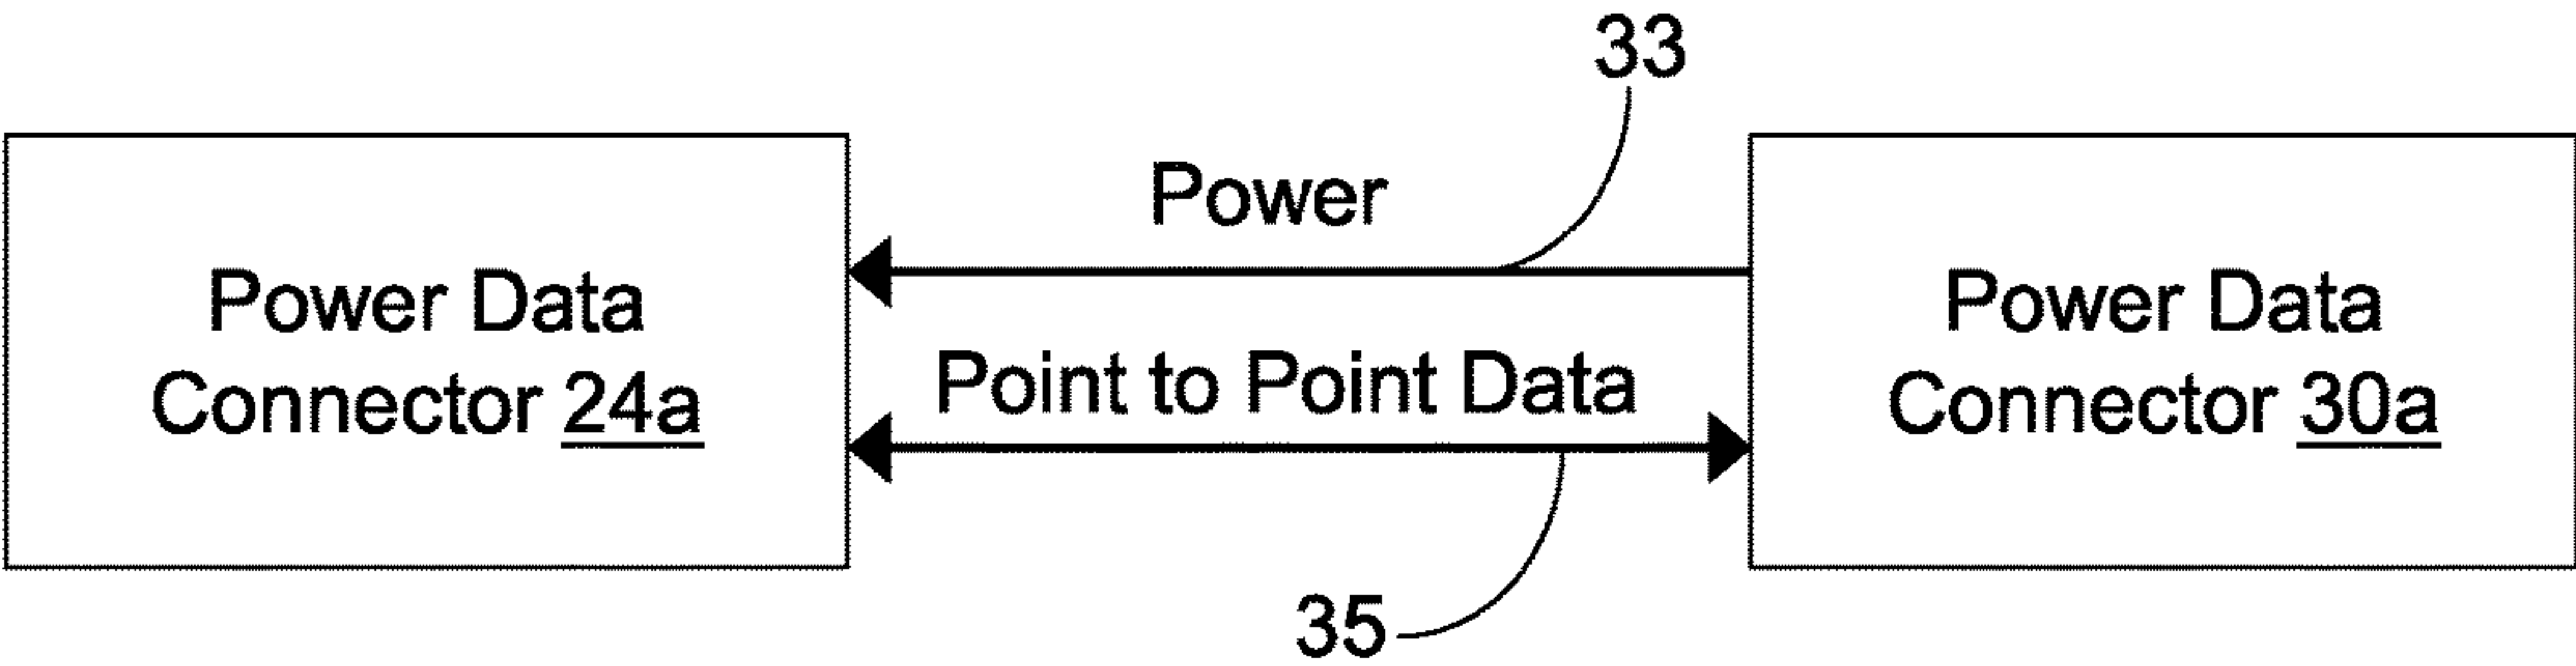 33
Power
Power Data
Connector 24a
Point to Point Data
Power Data
Connector 30a
35